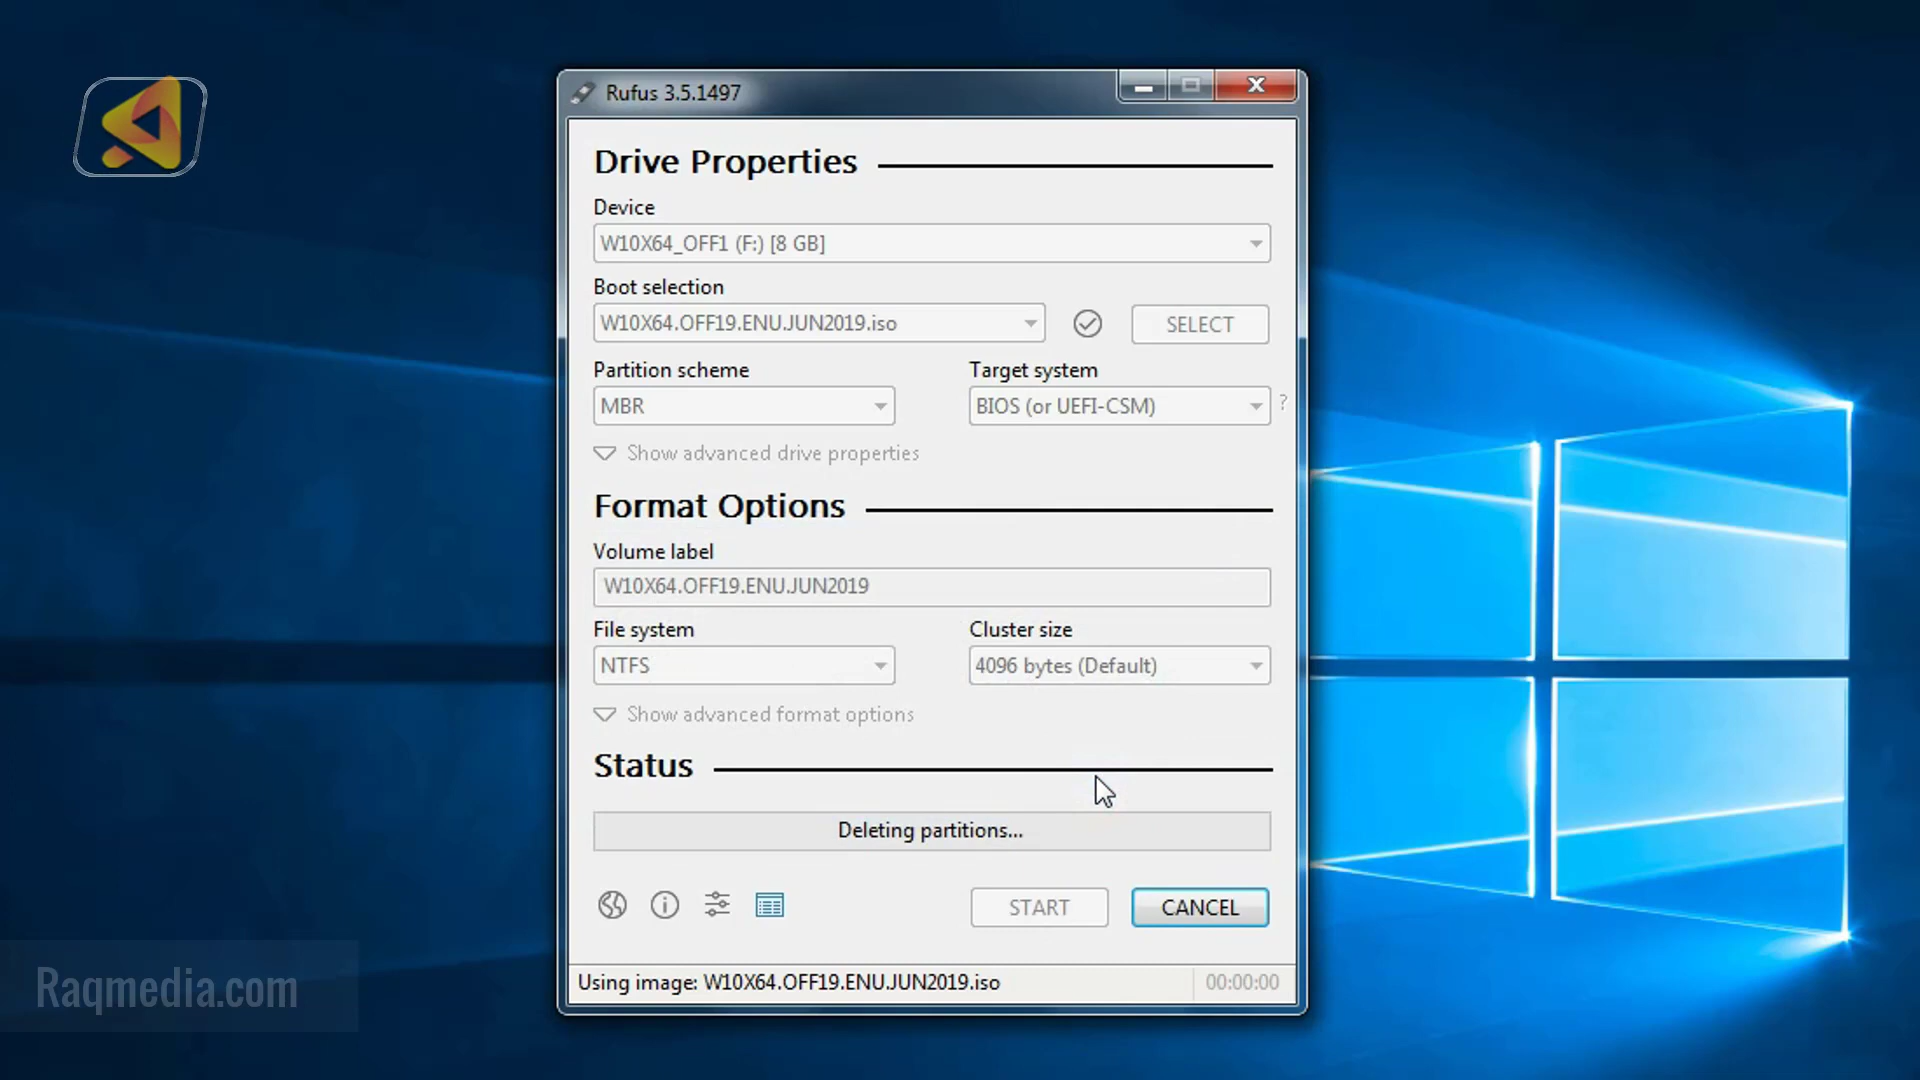 Rufus 3.5.1497
Drive Properties
Device
W10X64_OFF1 (F:) [8 GB]
Boot selection
W10X64.OFF19.ENU.JUN2019.iso
SELECT
Partition scheme
Target system
MBR
BIOS (or UEFI-CSM)
?
Show advanced drive properties
Format Options
Volume label
W10X64.OFF19.ENU.JUN2019
File system
Cluster size
NTFS
4096 bytes (Default)
Show advanced format options
Status
Deleting partitions...
START
CANCEL
Using image: W10X64.OFF19.ENU.JUN2019.iso
00:00:00
Raqmedia.com